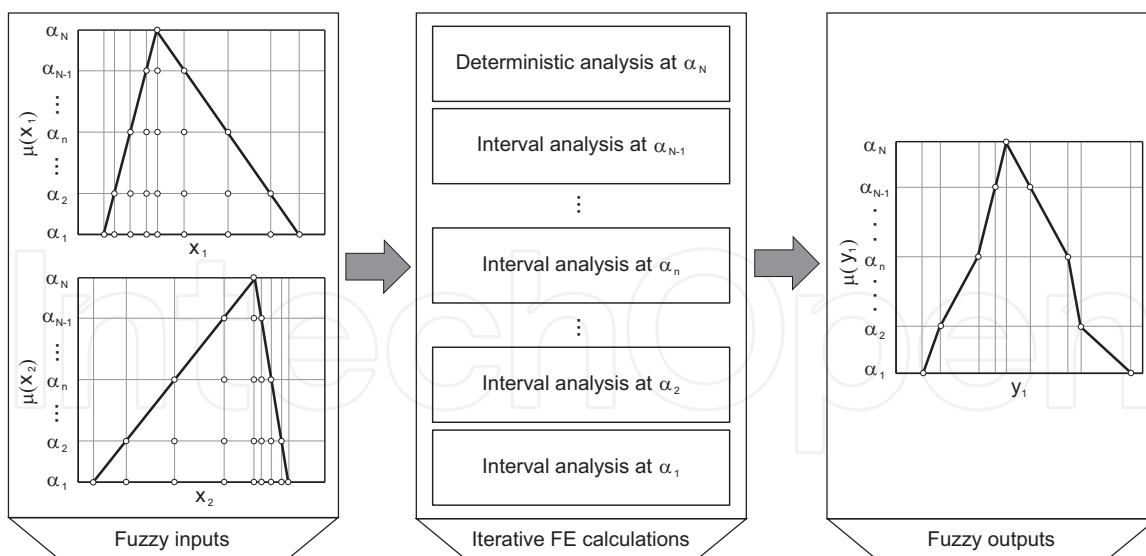 α_N
α_N-1
⋮
α_n
⋮
α_2
α_1
μ(x_1)
x_1
α_N
α_N-1
⋮
α_n
⋮
α_2
α_1
μ(x_2)
x_2
Fuzzy inputs
Deterministic analysis at α_N
Interval analysis at α_N-1
⋮
Interval analysis at α_n
⋮
Interval analysis at α_2
Interval analysis at α_1
Iterative FE calculations
α_N
α_N-1
⋮
α_n
⋮
α_2
α_1
μ(y_1)
y_1
Fuzzy outputs
IntechOpen